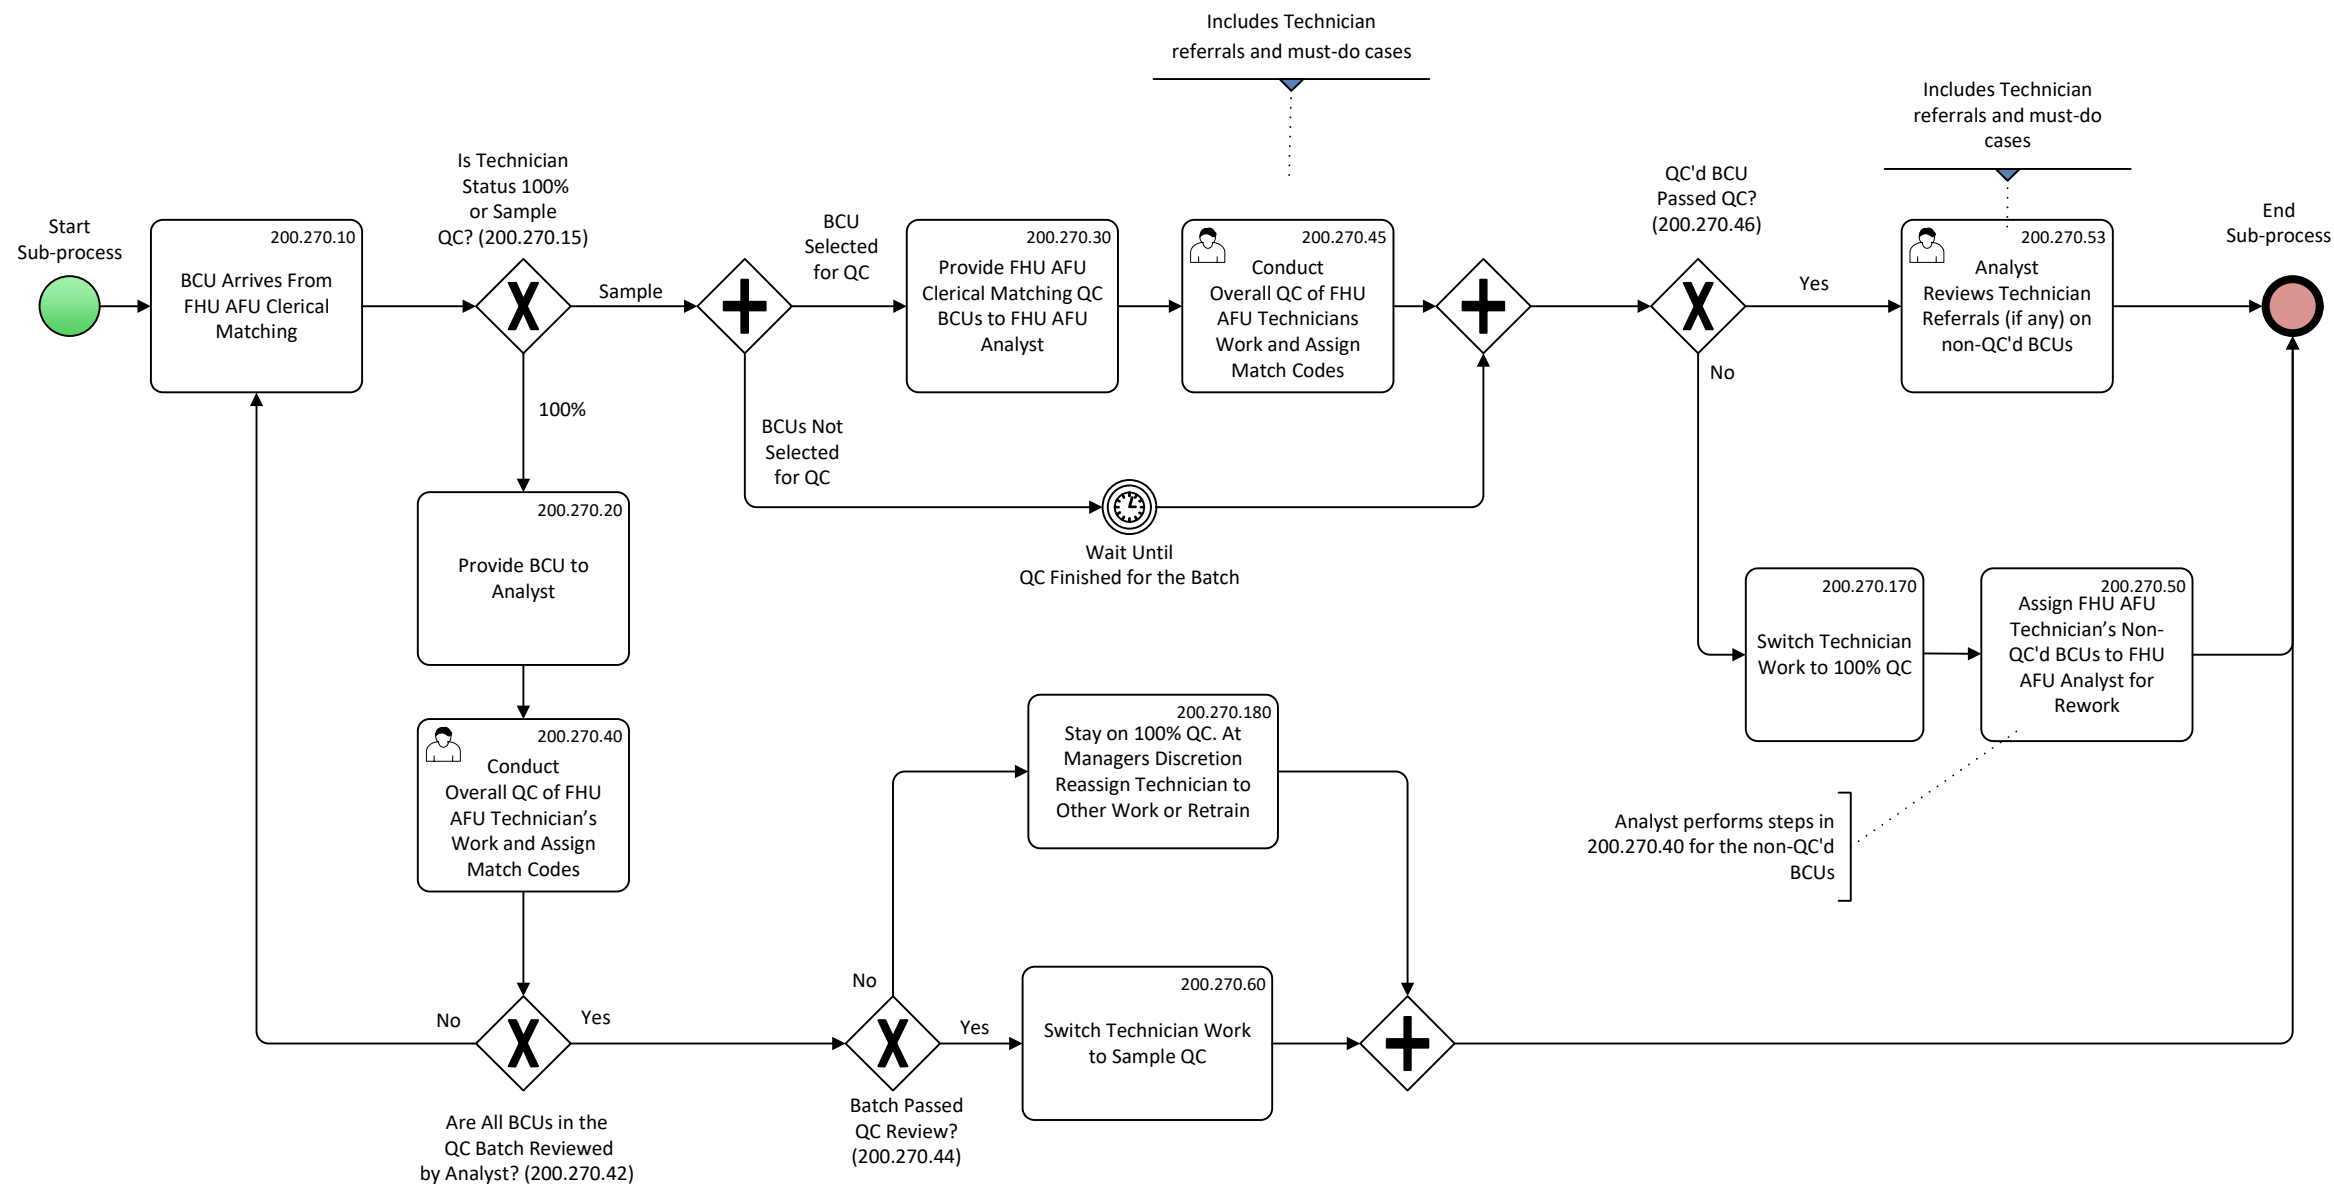 Includes Technician
referrals and must-do cases
Includes Technician
referrals and must-do
cases
Is Technician
Status 100%
or Sample
QC? (200.270.15)
QC'd BCU
Passed QC?
(200.270.46)
Start
Sub-process
End
Sub-process
200.270.10
BCU Arrives From
FHU AFU Clerical
Matching
Sample
100%
BCU
Selected
for QC
BCUs Not
Selected
for QC
200.270.30
Provide FHU AFU
Clerical Matching QC
BCUs to FHU AFU
Analyst
200.270.45
Conduct
Overall QC of FHU
AFU Technicians
Work and Assign
Match Codes
Yes
No
200.270.53
Analyst
Reviews Technician
Referrals (if any) on
non-QC'd BCUs
Wait Until
QC Finished for the Batch
200.270.20
Provide BCU to
Analyst
200.270.170
Switch Technician
Work to 100% QC
200.270.50
Assign FHU AFU
Technician’s Non-
QC'd BCUs to FHU
AFU Analyst for
Rework
200.270.40
Conduct
Overall QC of FHU
AFU Technician’s
Work and Assign
Match Codes
200.270.180
Stay on 100% QC. At
Managers Discretion
Reassign Technician to
Other Work or Retrain
Analyst performs steps in
200.270.40 for the non-QC'd
BCUs
No
Yes
No
Yes
200.270.60
Switch Technician Work
to Sample QC
Are All BCUs in the
QC Batch Reviewed
by Analyst? (200.270.42)
Batch Passed
QC Review?
(200.270.44)